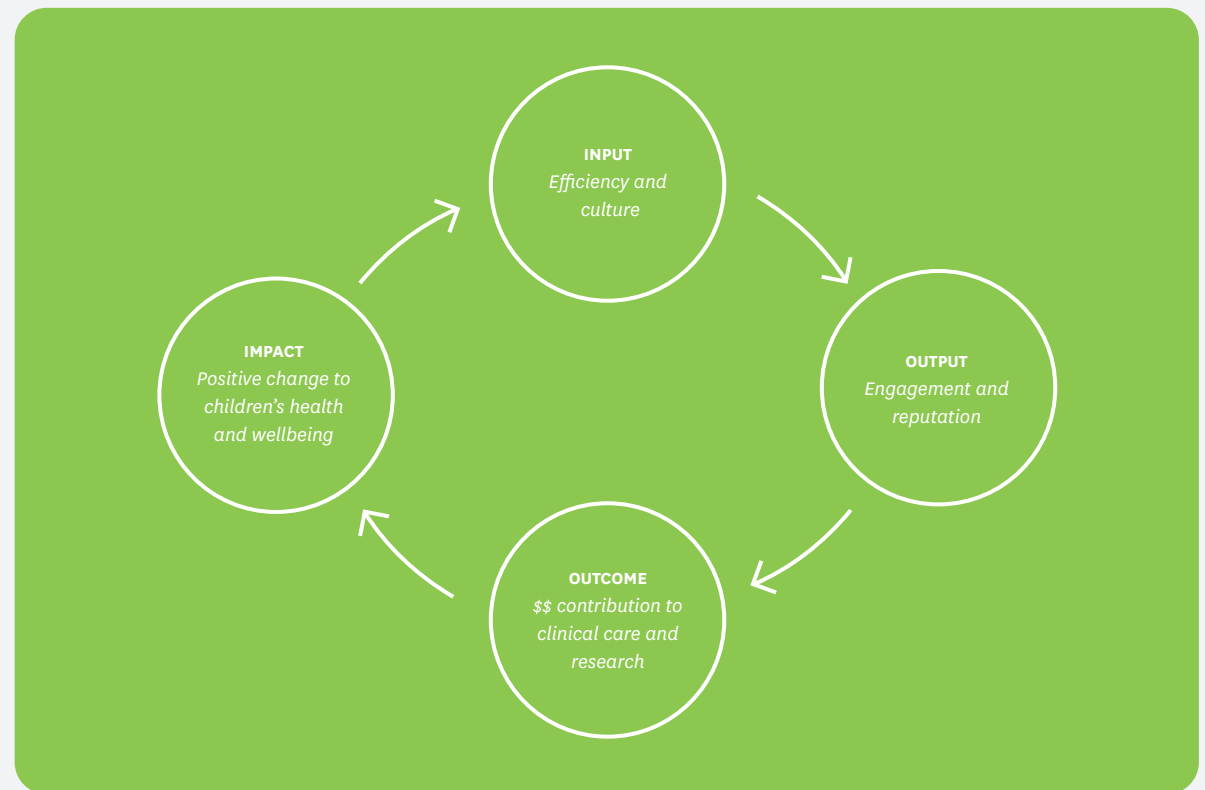 INPUT
Efficiency and
culture
OUTPUT
Engagement and
reputation
OUTCOME
$$ contribution to
clinical care and
research
IMPACT
Positive change to
children’s health
and wellbeing